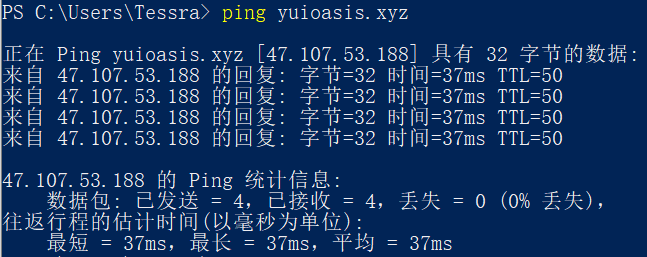 PS C:\Users\Tessra> ping yuioasis.xyz
正在 Ping yuioasis.xyz [47.107.53.188] 具有 32 字节的数据:
来自 47.107.53.188 的回复: 字节=32 时间=37ms TTL=50
来自 47.107.53.188 的回复: 字节=32 时间=37ms TTL=50
来自 47.107.53.188 的回复: 字节=32 时间=37ms TTL=50
来自 47.107.53.188 的回复: 字节=32 时间=37ms TTL=50
47.107.53.188 的 Ping 统计信息:
数据包: 已发送 = 4，已接收 = 4，丢失 = 0 (0% 丢失)，
往返行程的估计时间(以毫秒为单位):
最短 = 37ms，最长 = 37ms，平均 = 37ms